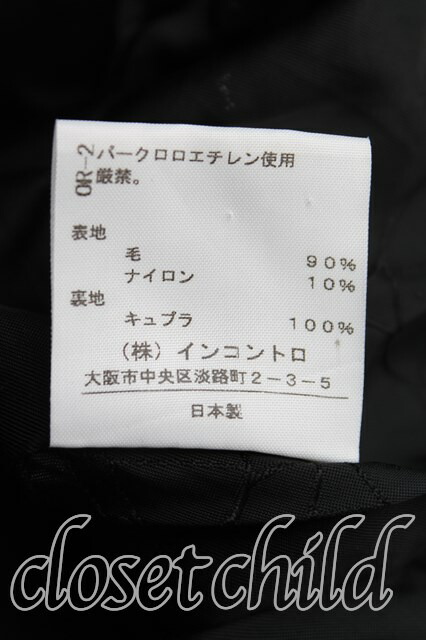 OR-2
パークロロエチレン使用
厳禁。
表地
毛 90%
ナイロン 10%
裏地
キュプラ 100%
(株)インコントロ
大阪市中央区淡路町2-3-5
日本製
closet child